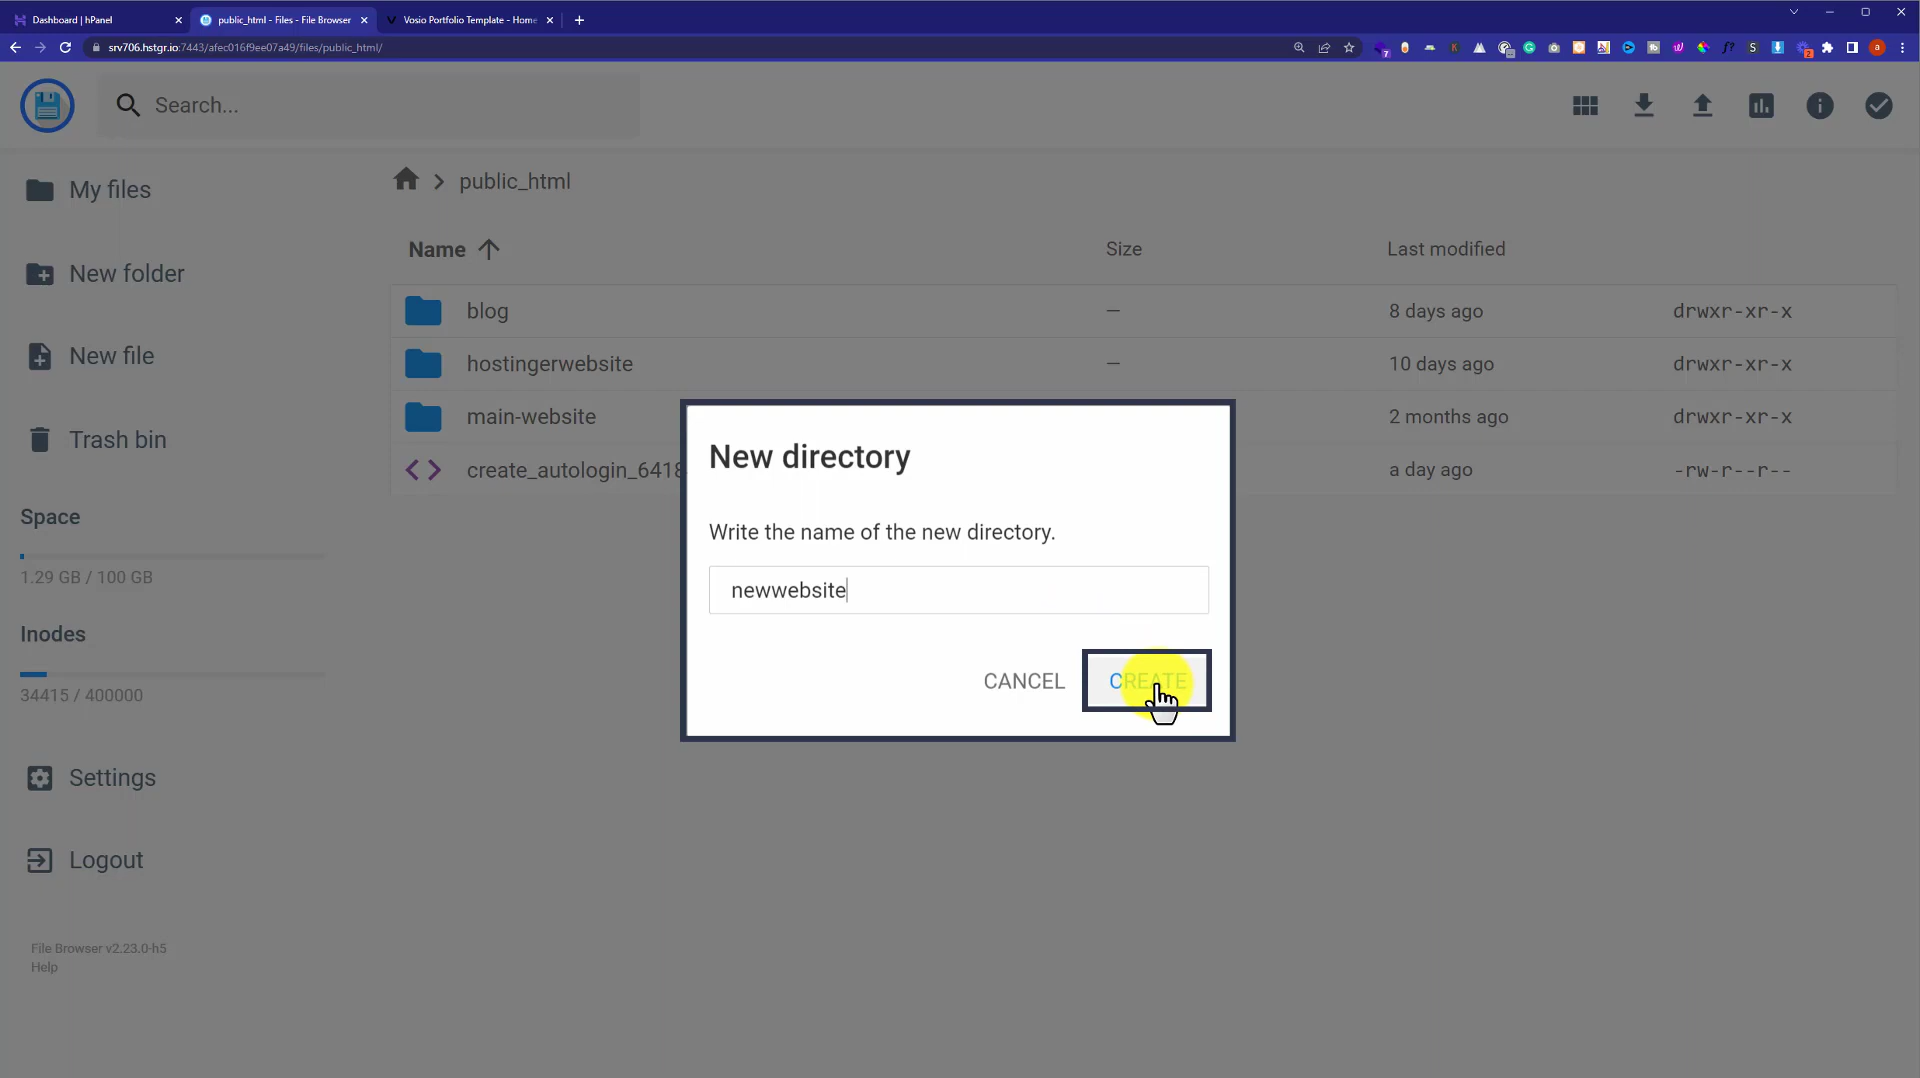 Dashboard | hPanel
public_html - Files - File Browser
Vosio Portfolio Template - Home
srv706.hstgr.io:7443/afec016f9ee07a49/files/public_html/
Search...
My files
New folder
New file
Trash bin
Space
1.29 GB / 100 GB
Inodes
34415 / 400000
Settings
Logout
File Browser v2.23.0-h5
Help
public_html
Name Size Last modified
blog — 8 days ago drwxr-xr-x
hostingerwebsite — 10 days ago drwxr-xr-x
main-website 2 months ago drwxr-xr-x
create_autologin_6418 a day ago -rw-r--r--
New directory
Write the name of the new directory.
newwebsite
CANCEL CREATE